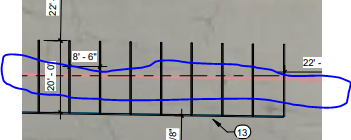 22'
8' - 6"
22' -
20' - 0"
13
/8"